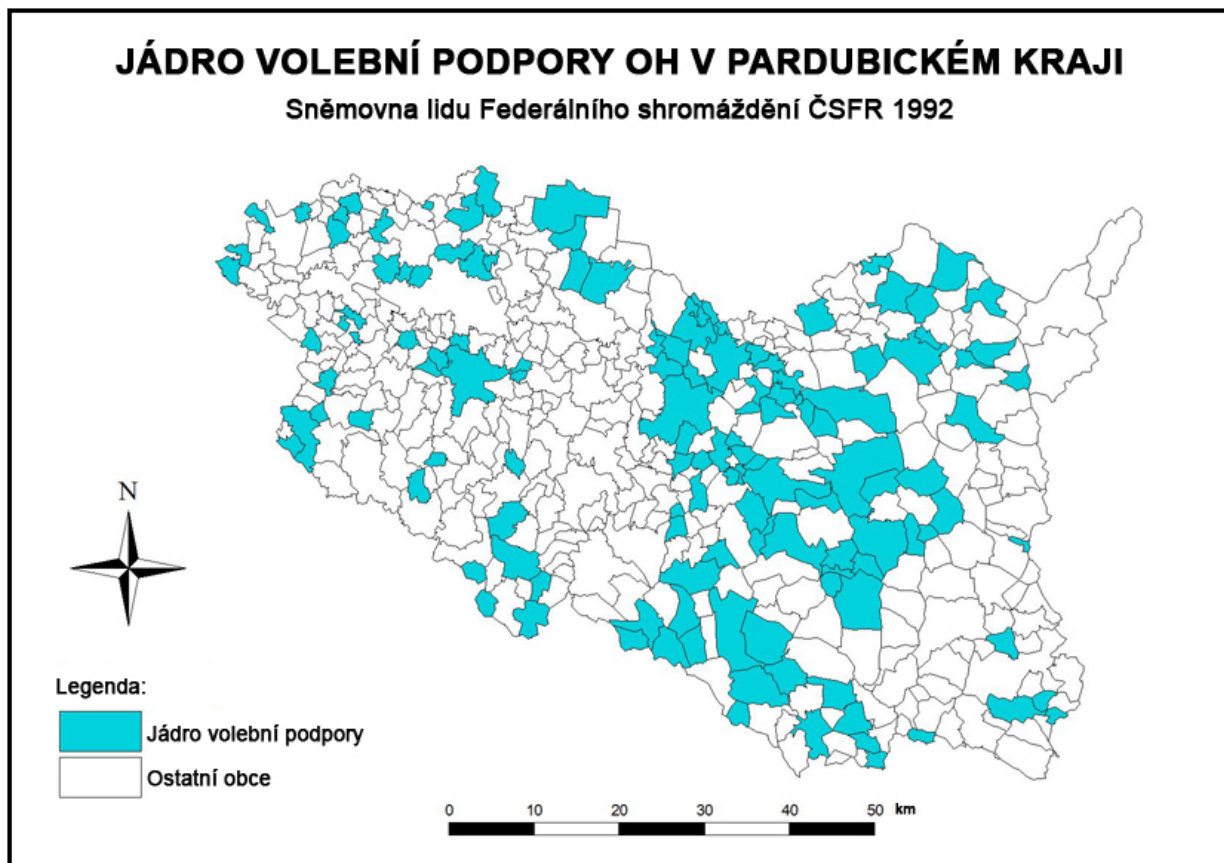 JÁDRO VOLEBNÍ PODPORY OH V PARDUBICKÉM KRAJI
Sněmovna lidu Federálního shromáždění ČSFR 1992
N
Legenda:
Jádro volební podpory
Ostatní obce
0 10 20 30 40 50 km